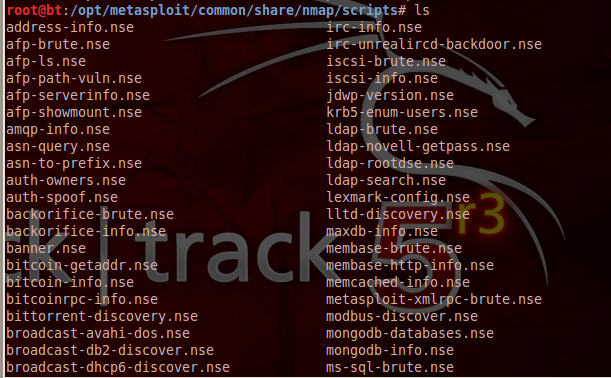 root@bt:/opt/metasploit/common/share/nmap/scripts# ls
address-info.nse irc-info.nse
afp-brute.nse irc-unrealircd-backdoor.nse
afp-ls.nse iscsi-brute.nse
afp-path-vuln.nse iscsi-info.nse
afp-serverinfo.nse jdwp-version.nse
afp-showmount.nse krb5-enum-users.nse
amqp-info.nse ldap-brute.nse
asn-query.nse ldap-novell-getpass.nse
asn-to-prefix.nse ldap-rootdse.nse
auth-owners.nse ldap-search.nse
auth-spoof.nse lexmark-config.nse
backorifice-brute.nse lltd-discovery.nse
backorifice-info.nse maxdb-info.nse
banner.nse membase-brute.nse
bitcoin-getaddr.nse membase-http-info.nse
bitcoin-info.nse memcached-info.nse
bitcoinrpc-info.nse metasploit-xmlrpc-brute.nse
bittorrent-discovery.nse modbus-discover.nse
broadcast-avahi-dos.nse mongodb-databases.nse
broadcast-db2-discover.nse mongodb-info.nse
broadcast-dhcp6-discover.nse ms-sql-brute.nse
ck|track 5 r3